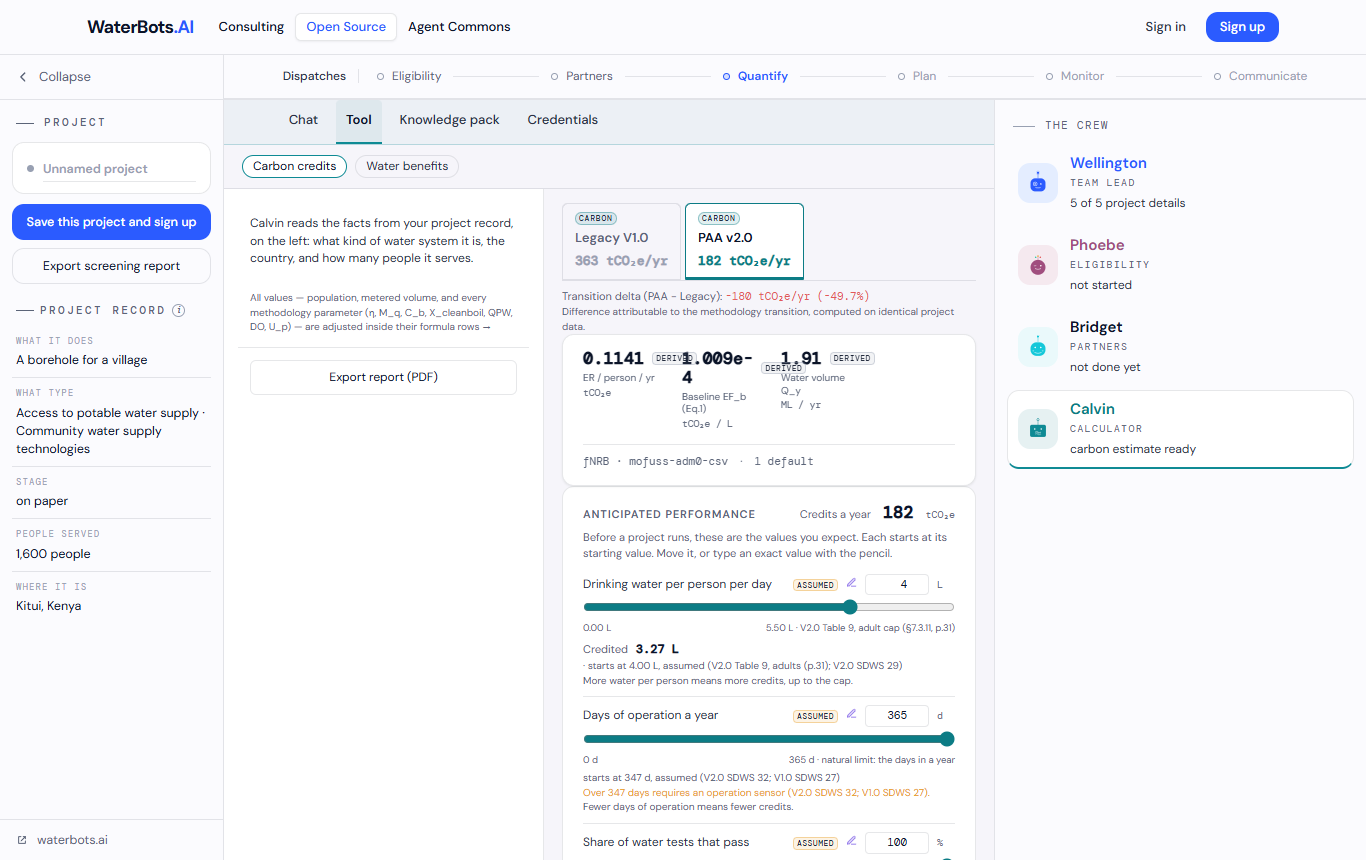 WaterBots.AI
Consulting
Open Source
Agent Commons
Sign in
Sign up
Collapse
Dispatches
Eligibility
Partners
Quantify
Plan
Monitor
Communicate
PROJECT
Unnamed project
Save this project and sign up
Export screening report
PROJECT RECORD
WHAT IT DOES
A borehole for a village
WHAT TYPE
Access to potable water supply ·
Community water supply
technologies
STAGE
on paper
PEOPLE SERVED
1,600 people
WHERE IT IS
Kitui, Kenya
waterbots.ai
Chat
Tool
Knowledge pack
Credentials
Carbon credits
Water benefits
Calvin reads the facts from your project record,
on the left: what kind of water system it is, the
country, and how many people it serves.
All values — population, metered volume, and every
methodology parameter (η, M_q, C_b, X_cleanboil, QPW,
DO, U_p) — are adjusted inside their formula rows →
Export report (PDF)
CARBON
Legacy V1.0
363 tCO₂e/yr
CARBON
PAA v2.0
182 tCO₂e/yr
Transition delta (PAA − Legacy): -180 tCO₂e/yr (-49.7%)
Difference attributable to the methodology transition, computed on identical project
data.
0.1141 DERIVED
ER / person / yr
tCO₂e
1.009e-
4 DERIVED
Baseline EF_b
(Eq.1)
tCO₂e / L
1.91 DERIVED
Water volume
Q_y
ML / yr
ƒNRB · mofuss-adm0-csv · 1 default
ANTICIPATED PERFORMANCE
Credits a year 182 tCO₂e
Before a project runs, these are the values you expect. Each starts at its
starting value. Move it, or type an exact value with the pencil.
Drinking water per person per day ASSUMED 4 L
0.00 L
5.50 L · V2.0 Table 9, adult cap (§7.3.11, p.31)
Credited 3.27 L
· starts at 4.00 L, assumed (V2.0 Table 9, adults (p.31); V2.0 SDWS 29)
More water per person means more credits, up to the cap.
Days of operation a year ASSUMED 365 d
0 d
365 d · natural limit: the days in a year
starts at 347 d, assumed (V2.0 SDWS 32; V1.0 SDWS 27)
Over 347 days requires an operation sensor (V2.0 SDWS 32; V1.0 SDWS 27).
Fewer days of operation means fewer credits.
Share of water tests that pass ASSUMED 100 %
THE CREW
Wellington
TEAM LEAD
5 of 5 project details
Phoebe
ELIGIBILITY
not started
Bridget
PARTNERS
not done yet
Calvin
CALCULATOR
carbon estimate ready